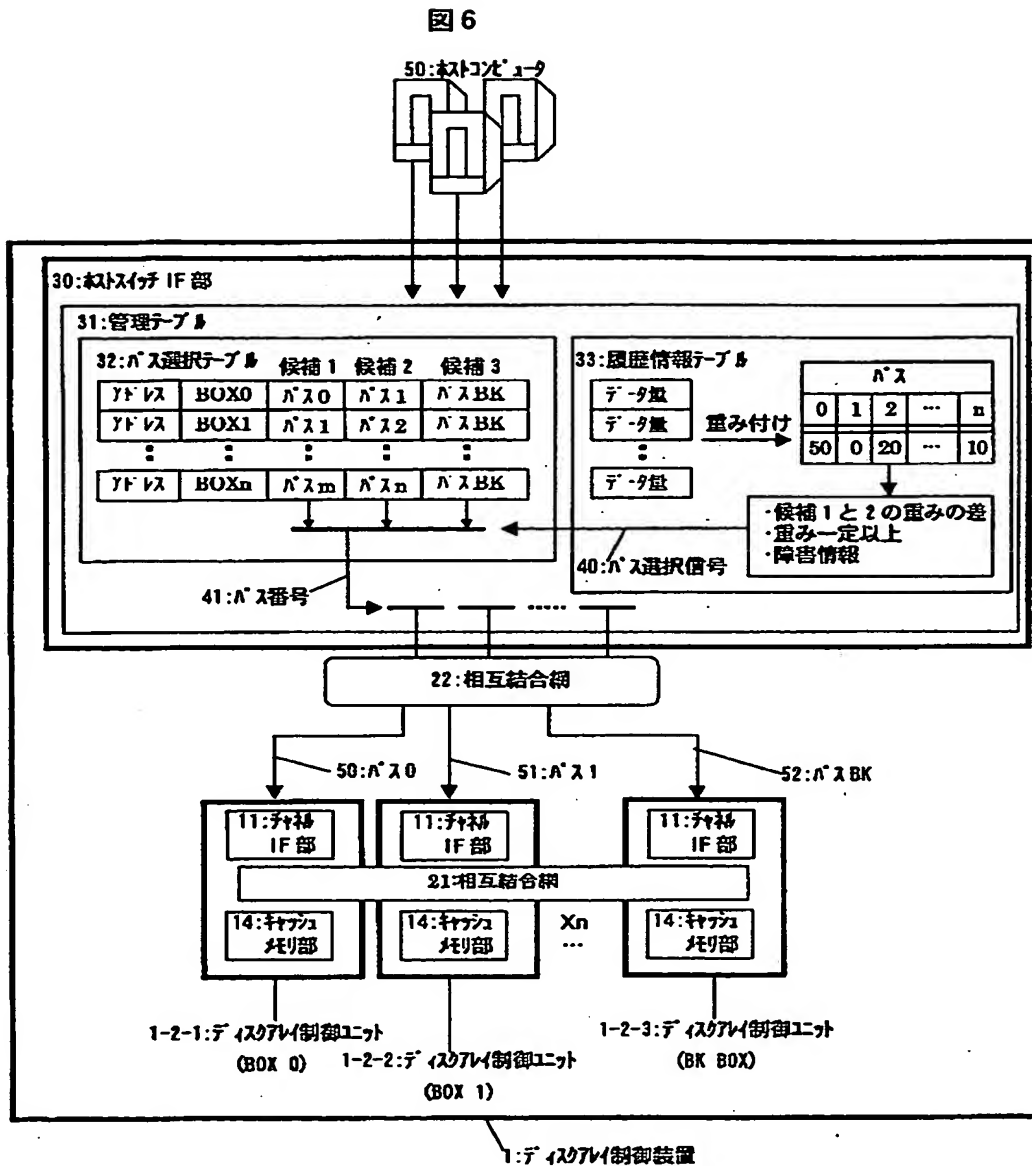 図6
50:ホストコンピュータ
30:ホストスイッチ IF 部
31:管理テーブル
32:パス選択テーブル
候補1 候補2 候補3
アドレス BOX0 パス0 パス1 パスBK
アドレス BOX1 パス1 パス2 パスBK
: : : : :
アドレス BOXn パスm パスn パスBK
33:履歴情報テーブル
データ量
データ量
:
データ量
重み付け
パス
0 1 2 … n
50 0 20 … 10
・候補1と2の重みの差
・重み一定以上
・障害情報
40:パス選択信号
41:パス番号
.....
22:相互結合網
50:パス0
51:パス1
52:パスBK
11:チャネル
IF部
11:チャネル
IF部
11:チャネル
IF部
21:相互結合網
14:キャッシュ
メモリ部
14:キャッシュ
メモリ部
Xn
…
14:キャッシュ
メモリ部
1-2-1:ディスクアレイ制御ユニット
(BOX 0)
1-2-2:ディスクアレイ制御ユニット
(BOX 1)
1-2-3:ディスクアレイ制御ユニット
(BK BOX)
1:ディスクアレイ制御装置